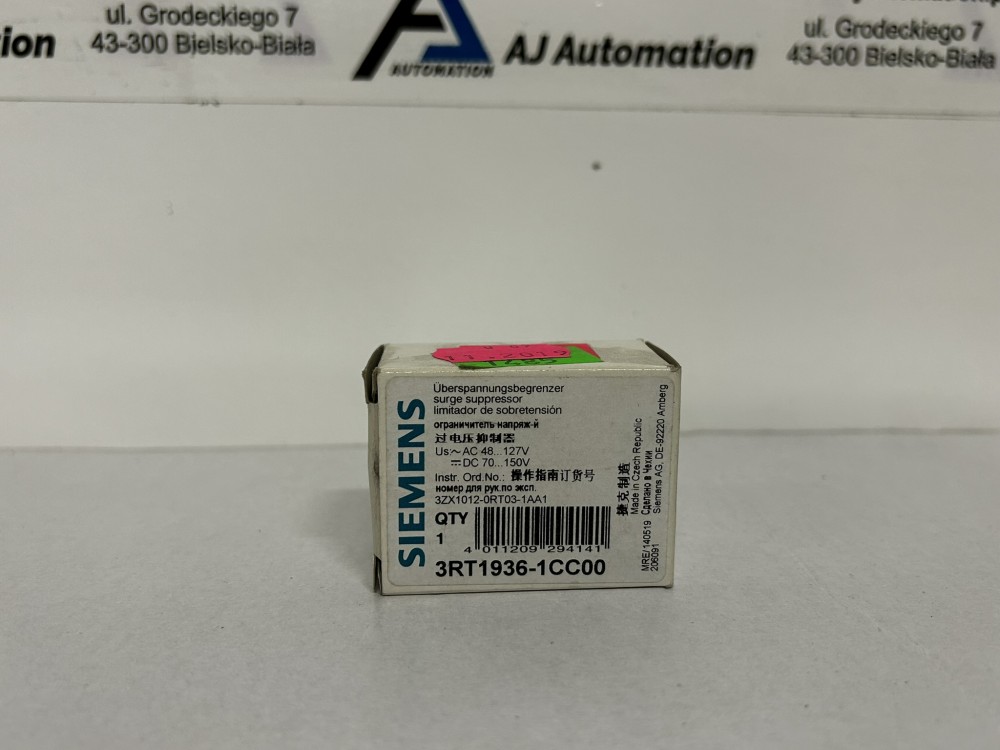 ul. Grodeckiego 7
43-300 Bielsko-Biała
AUTOMATION
AJ Automation
ul. Grodeckiego 7
43-300 Bielsko-Biała
11.2019
SIEMENS
Überspannungsbegrenzer
surge suppressor
limitador de sobretensión
ограничитель напряж-й
过电压抑制器
Us ~ AC 48...127V
⎓ DC 70...150V
Instr. Ord.No.: 操作指南订货号
номер для рук.по эксп.
3ZX1012-0RT03-1AA1
QTY
1
4 011209 294141
3RT1936-1CC00
捷克制造
Made in Czech Republic
Сделано в Чехии
Siemens AG, DE-92220 Amberg
MRE/140519
206091